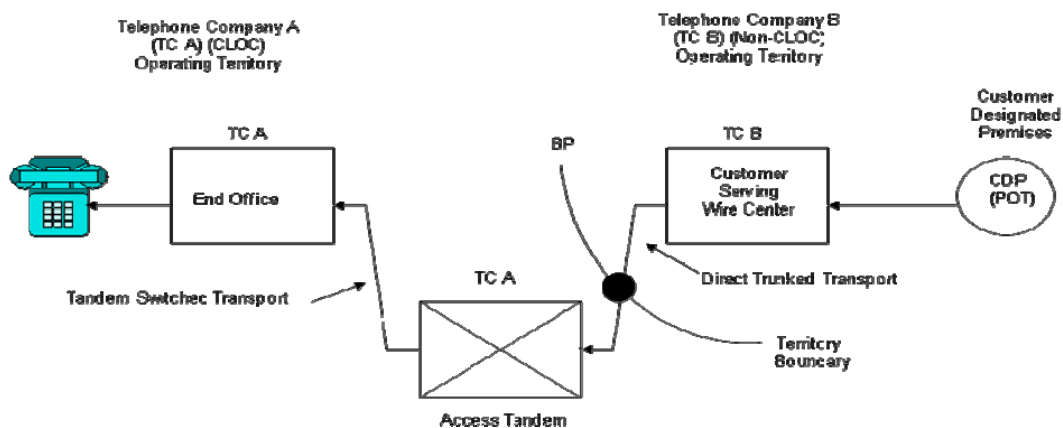 Telephone Company A
(TC A) (CLOC)
Operating Territory
Telephone Company B
(TC B) (Non-CLOC)
Operating Territory
Customer
Designated
Premises
TC A
End Office
BP
TC B
Customer
Serving
Wire Center
CDP
(POT)
Tandem Switched Transport
TC A
Direct Trunked Transport
Territory
Boundary
Access Tandem